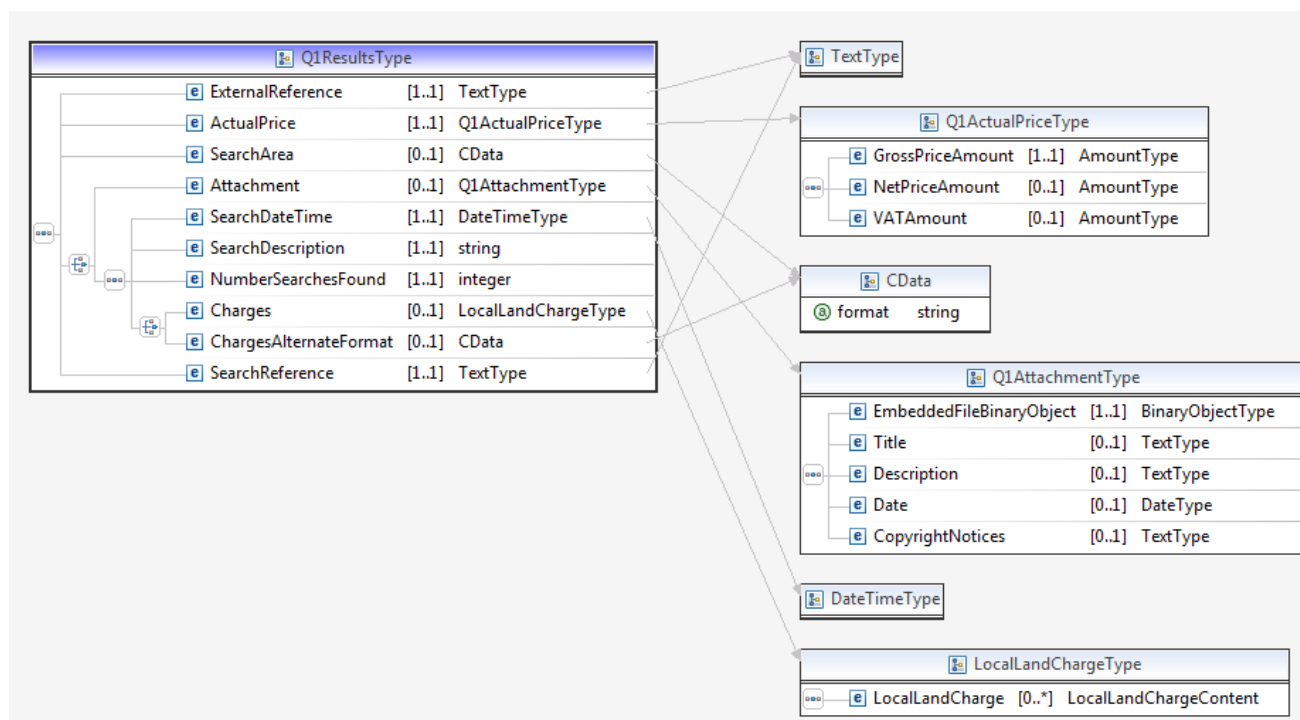 Q1ResultsType
e ExternalReference [1..1] TextType
e ActualPrice [1..1] Q1ActualPriceType
e SearchArea [0..1] CData
e Attachment [0..1] Q1AttachmentType
e SearchDateTime [1..1] DateTimeType
e SearchDescription [1..1] string
e NumberSearchesFound [1..1] integer
e Charges [0..1] LocalLandChargeType
e ChargesAlternateFormat [0..1] CData
e SearchReference [1..1] TextType
TextType
Q1ActualPriceType
e GrossPriceAmount [1..1] AmountType
e NetPriceAmount [0..1] AmountType
e VATAmount [0..1] AmountType
CData
a format string
Q1AttachmentType
e EmbeddedFileBinaryObject [1..1] BinaryObjectType
e Title [0..1] TextType
e Description [0..1] TextType
e Date [0..1] DateType
e CopyrightNotices [0..1] TextType
DateTimeType
LocalLandChargeType
e LocalLandCharge [0..*] LocalLandChargeContent